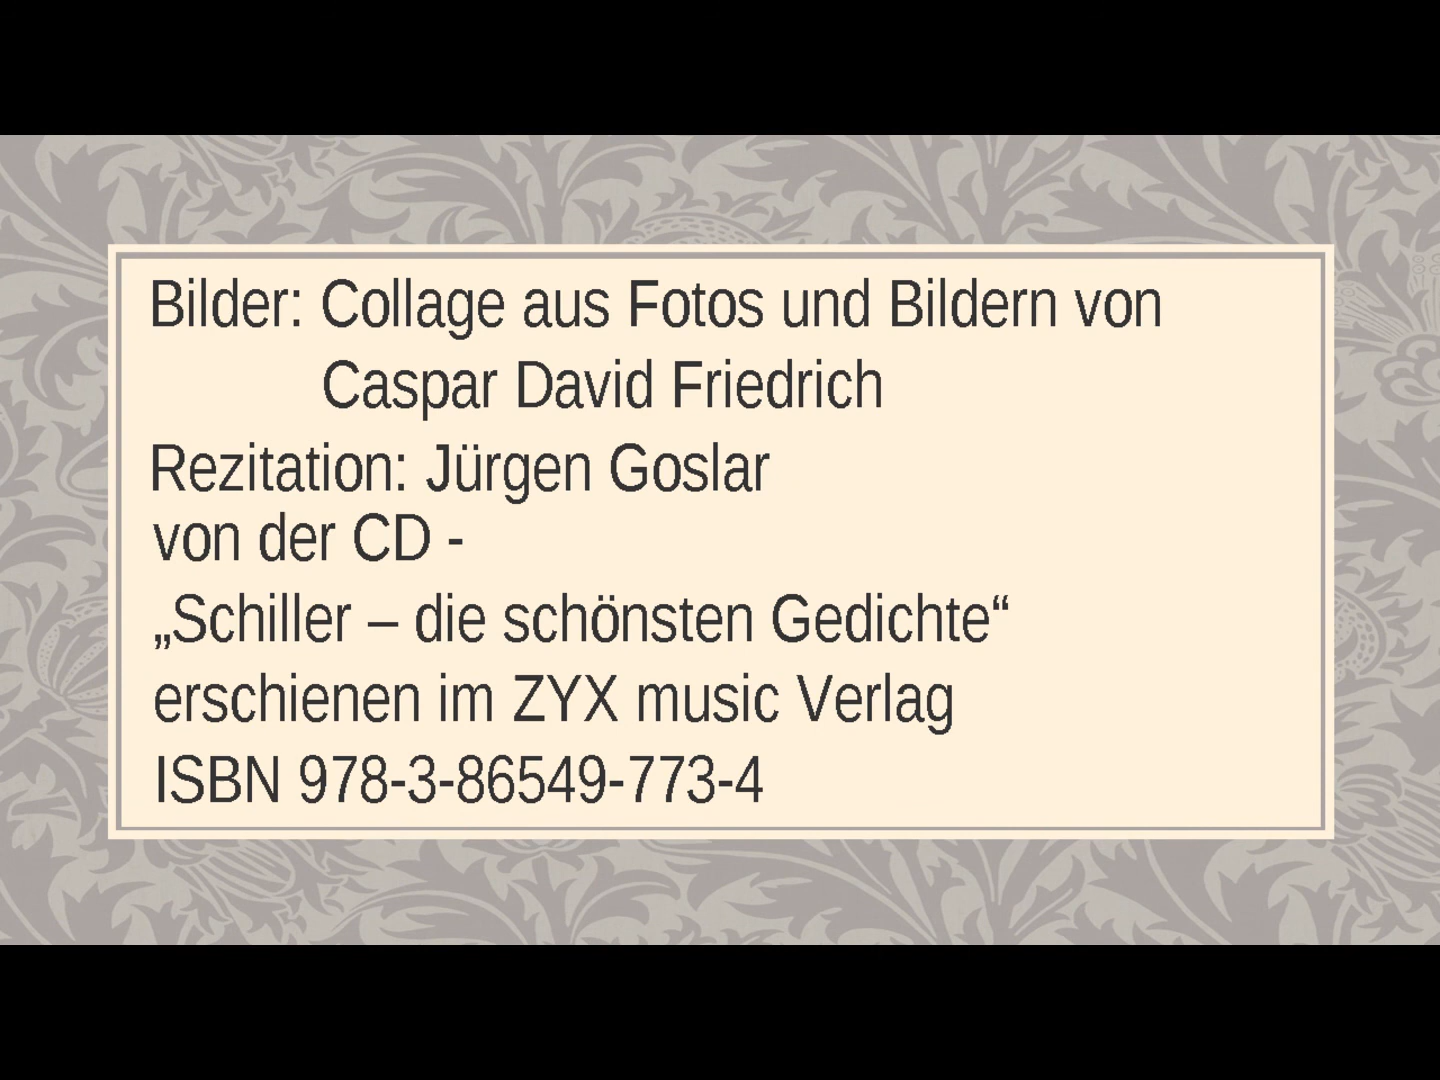 Bilder: Collage aus Fotos und Bildern von
Caspar David Friedrich
Rezitation: Jürgen Goslar
von der CD -
„Schiller – die schönsten Gedichte“
erschienen im ZYX music Verlag
ISBN 978-3-86549-773-4